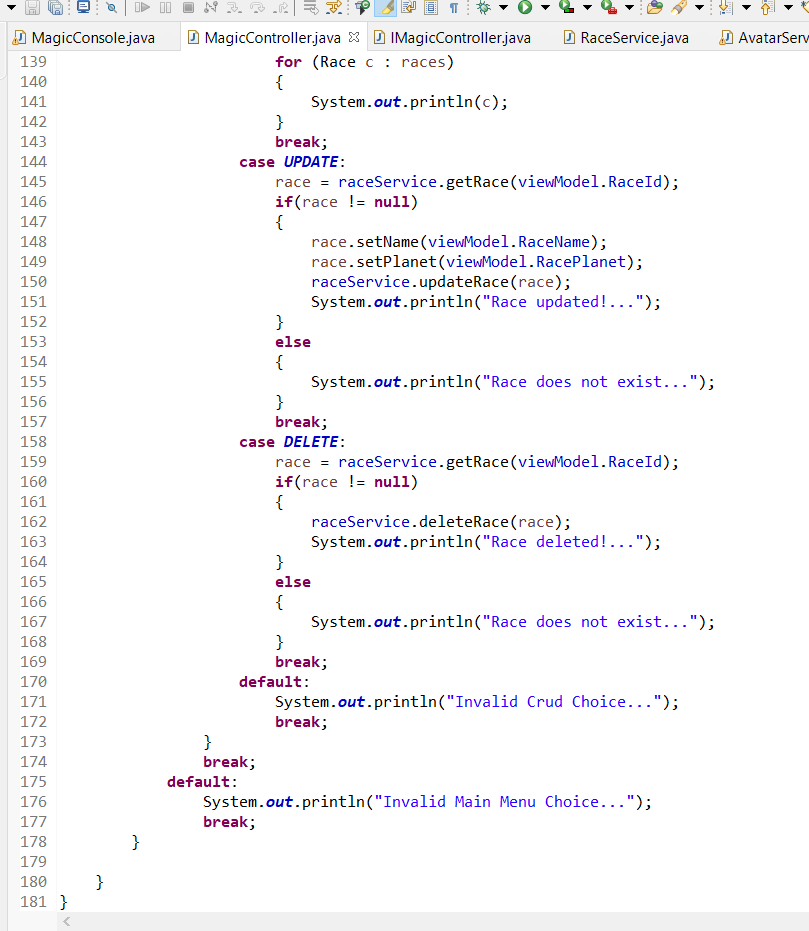 MagicConsole.java MagicController.java IMagicController.java RaceService.java AvatarServ
139 for (Race c : races)
140 {
141 System.out.println(c);
142 }
143 break;
144 case UPDATE:
145 race = raceService.getRace(viewModel.RaceId);
146 if(race != null)
147 {
148 race.setName(viewModel.RaceName);
149 race.setPlanet(viewModel.RacePlanet);
150 raceService.updateRace(race);
151 System.out.println("Race updated!...");
152 }
153 else
154 {
155 System.out.println("Race does not exist...");
156 }
157 break;
158 case DELETE:
159 race = raceService.getRace(viewModel.RaceId);
160 if(race != null)
161 {
162 raceService.deleteRace(race);
163 System.out.println("Race deleted!...");
164 }
165 else
166 {
167 System.out.println("Race does not exist...");
168 }
169 break;
170 default:
171 System.out.println("Invalid Crud Choice...");
172 break;
173 }
174 break;
175 default:
176 System.out.println("Invalid Main Menu Choice...");
177 break;
178 }
179
180 }
181 }